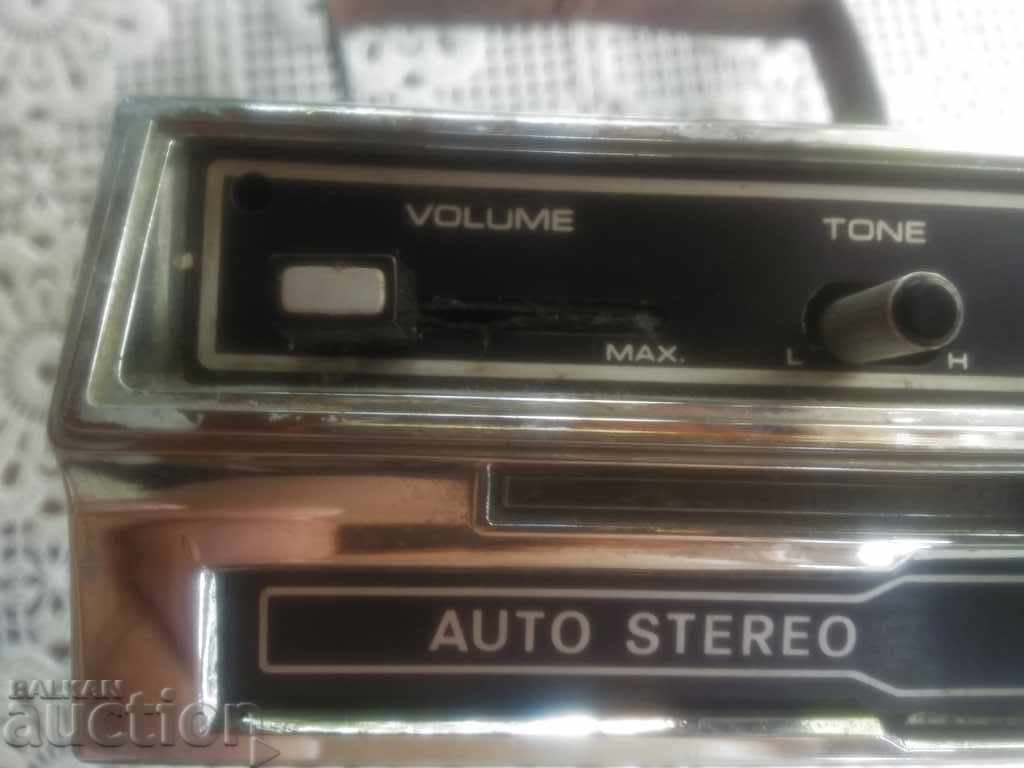 VOLUME
TONE
MAX.
L
H
AUTO STEREO
BALKAN
auction